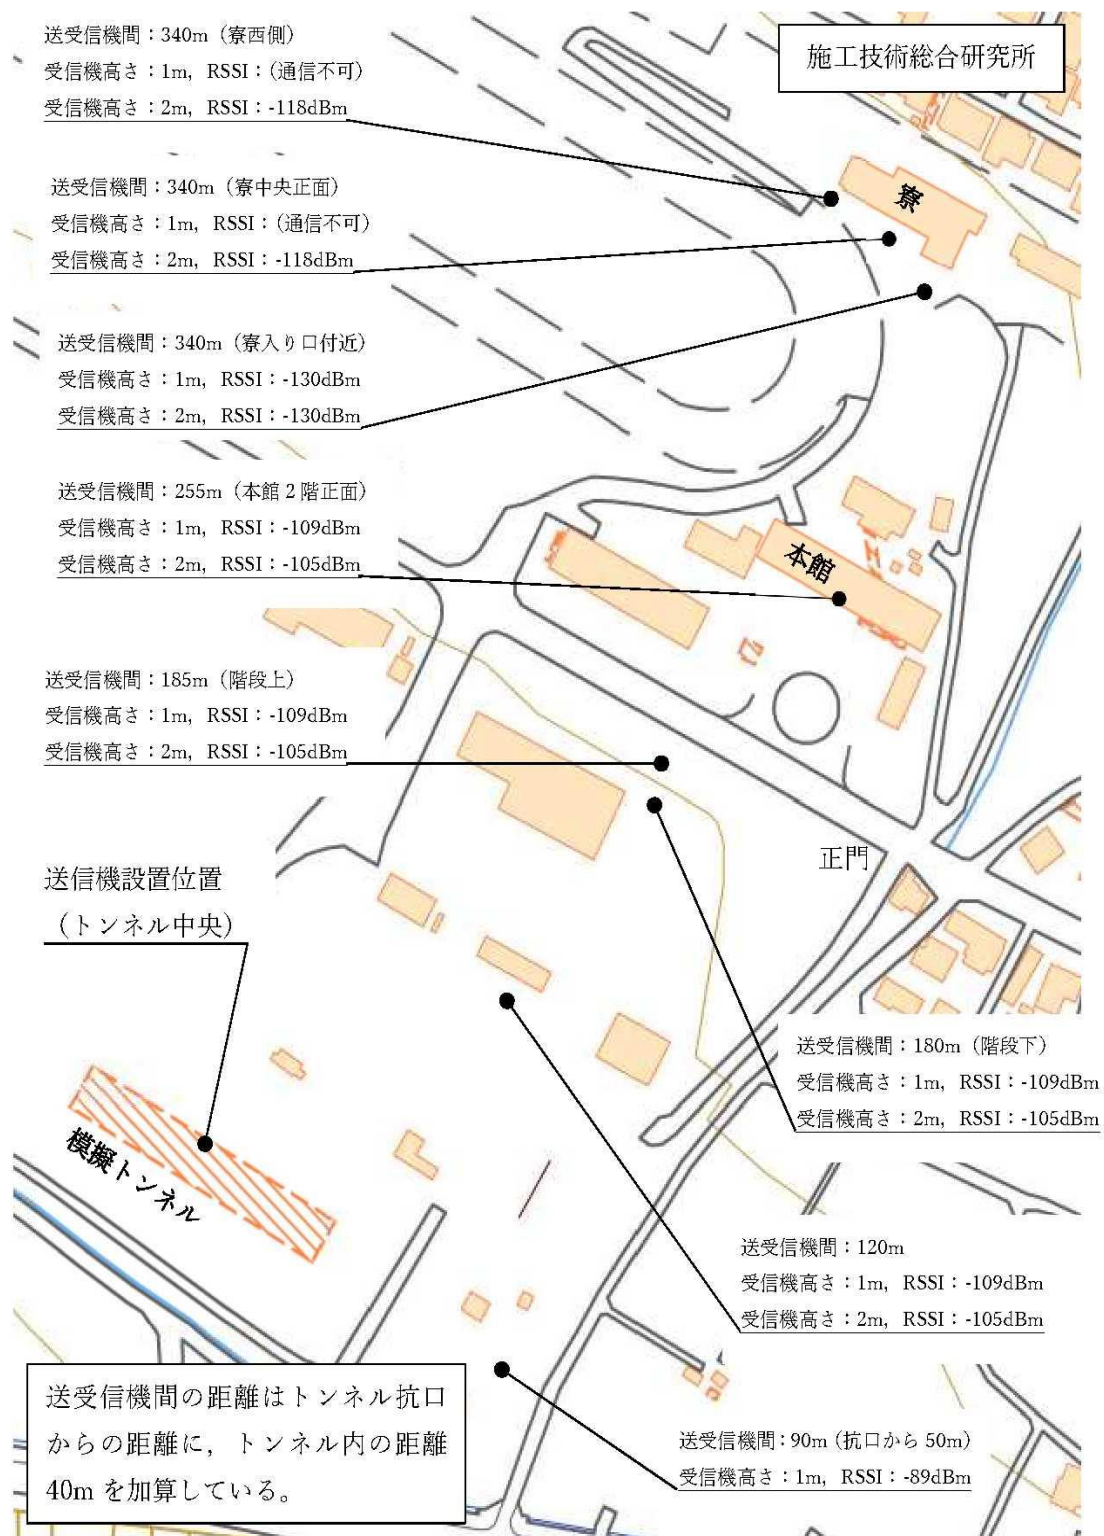 送受信機間：340m（寮西側）
受信機高さ：1m，RSSI：(通信不可)
受信機高さ：2m，RSSI：-118dBm
施工技術総合研究所
送受信機間：340m（寮中央正面）
受信機高さ：1m，RSSI：(通信不可)
受信機高さ：2m，RSSI：-118dBm
寮
送受信機間：340m（寮入り口付近）
受信機高さ：1m，RSSI：-130dBm
受信機高さ：2m，RSSI：-130dBm
送受信機間：255m（本館2階正面）
受信機高さ：1m，RSSI：-109dBm
受信機高さ：2m，RSSI：-105dBm
本館
送受信機間：185m（階段上）
受信機高さ：1m，RSSI：-109dBm
受信機高さ：2m，RSSI：-105dBm
正門
送信機設置位置
（トンネル中央）
送受信機間：180m（階段下）
受信機高さ：1m，RSSI：-109dBm
受信機高さ：2m，RSSI：-105dBm
模擬トンネル
送受信機間：120m
受信機高さ：1m，RSSI：-109dBm
受信機高さ：2m，RSSI：-105dBm
送受信機間の距離はトンネル抗口
からの距離に，トンネル内の距離
40mを加算している。
送受信機間：90m（抗口から50m）
受信機高さ：1m，RSSI：-89dBm